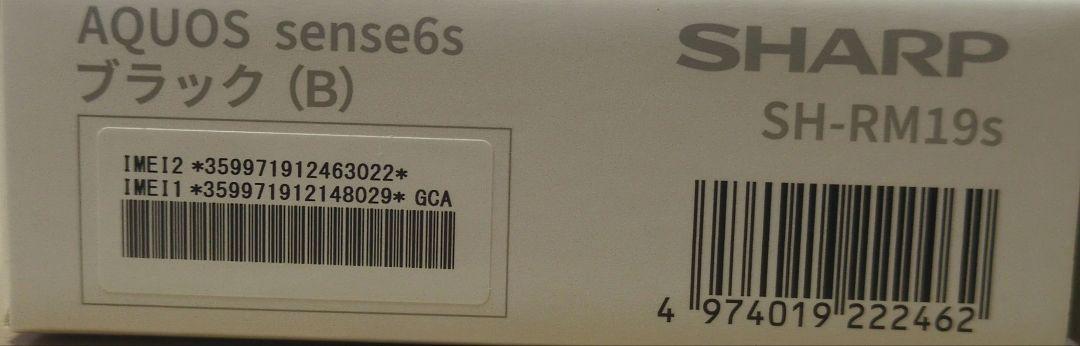 AQUOS sense6s
ブラック (B)
IMEI2 *359971912463022*
IMEI1 *359971912148029* GCA
SHARP
SH-RM19s
4 974019 222462